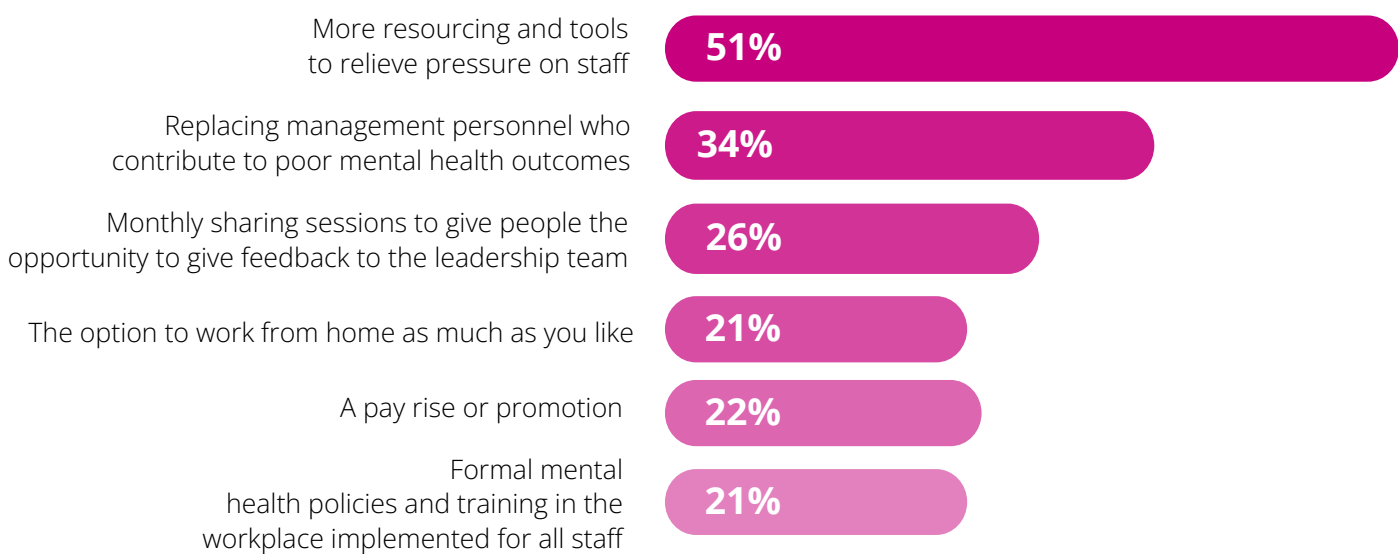 More resourcing and tools
to relieve pressure on staff
51%
Replacing management personnel who
contribute to poor mental health outcomes
34%
Monthly sharing sessions to give people the
opportunity to give feedback to the leadership team
26%
The option to work from home as much as you like
21%
A pay rise or promotion
22%
Formal mental
health policies and training in the
workplace implemented for all staff
21%